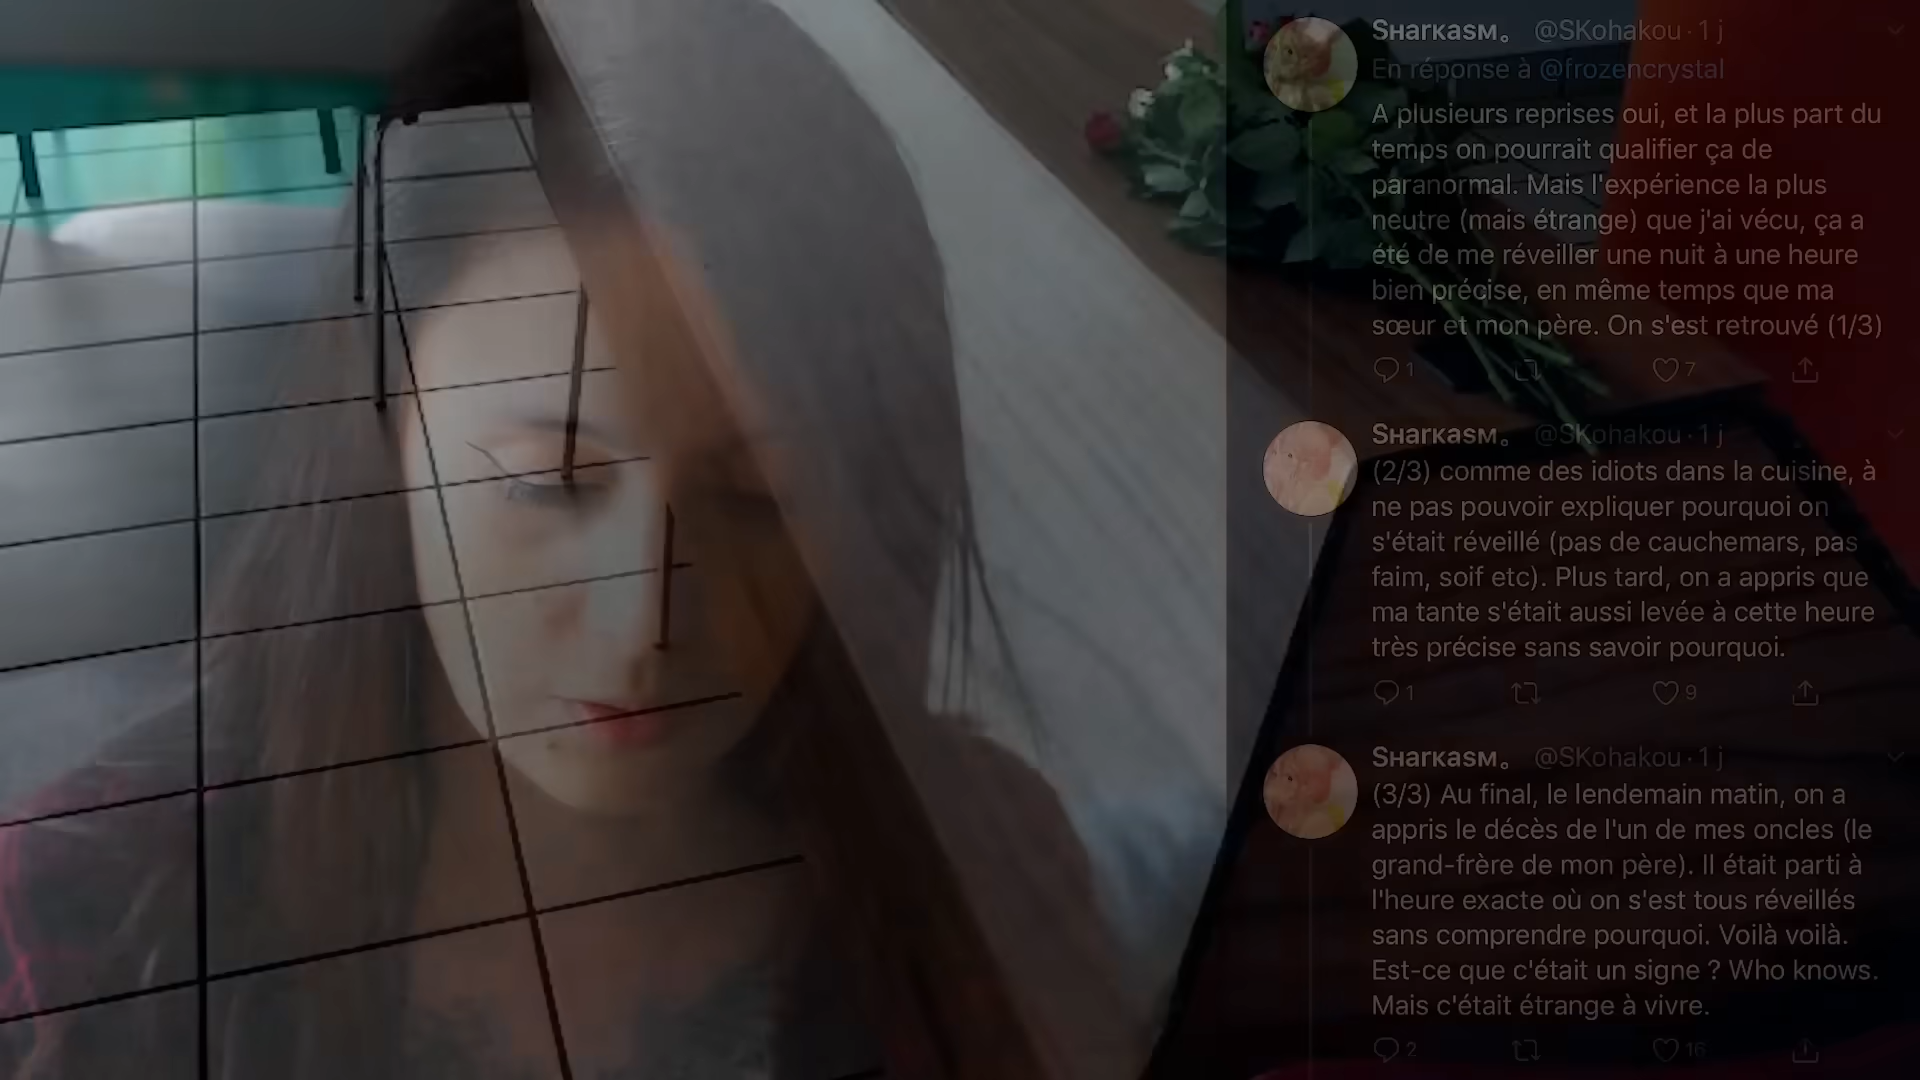 Sʜarĸasᴍ。 @SKohakou · 1 j
En réponse à @frozencrystal
A plusieurs reprises oui, et la plus part du
temps on pourrait qualifier ça de
paranormal. Mais l'expérience la plus
neutre (mais étrange) que j'ai vécu, ça a
été de me réveiller une nuit à une heure
bien précise, en même temps que ma
sœur et mon père. On s'est retrouvé (1/3)
1 7
Sʜarĸasᴍ。 @SKohakou · 1 j
(2/3) comme des idiots dans la cuisine, à
ne pas pouvoir expliquer pourquoi on
s'était réveillé (pas de cauchemars, pas
faim, soif etc). Plus tard, on a appris que
ma tante s'était aussi levée à cette heure
très précise sans savoir pourquoi.
1 9
Sʜarĸasᴍ。 @SKohakou · 1 j
(3/3) Au final, le lendemain matin, on a
appris le décès de l'un de mes oncles (le
grand-frère de mon père). Il était parti à
l'heure exacte où on s'est tous réveillés
sans comprendre pourquoi. Voilà voilà.
Est-ce que c'était un signe ? Who knows.
Mais c'était étrange à vivre.
2 16